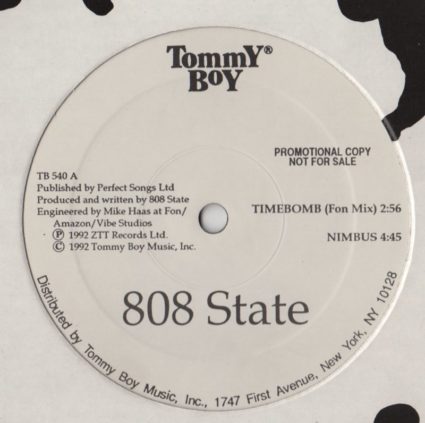 TommY®
BoY
PROMOTIONAL COPY
NOT FOR SALE
TB 540 A
Published by Perfect Songs Ltd
Produced and written by 808 State
Engineered by Mike Haas at Fon/
Amazon/Vibe Studios
℗ 1992 ZTT Records Ltd.
© 1992 Tommy Boy Music, Inc.
TIMEBOMB (Fon Mix) 2:56
NIMBUS 4:45
808 State
Distributed by Tommy Boy Music, Inc., 1747 First Avenue, New York, NY 10128